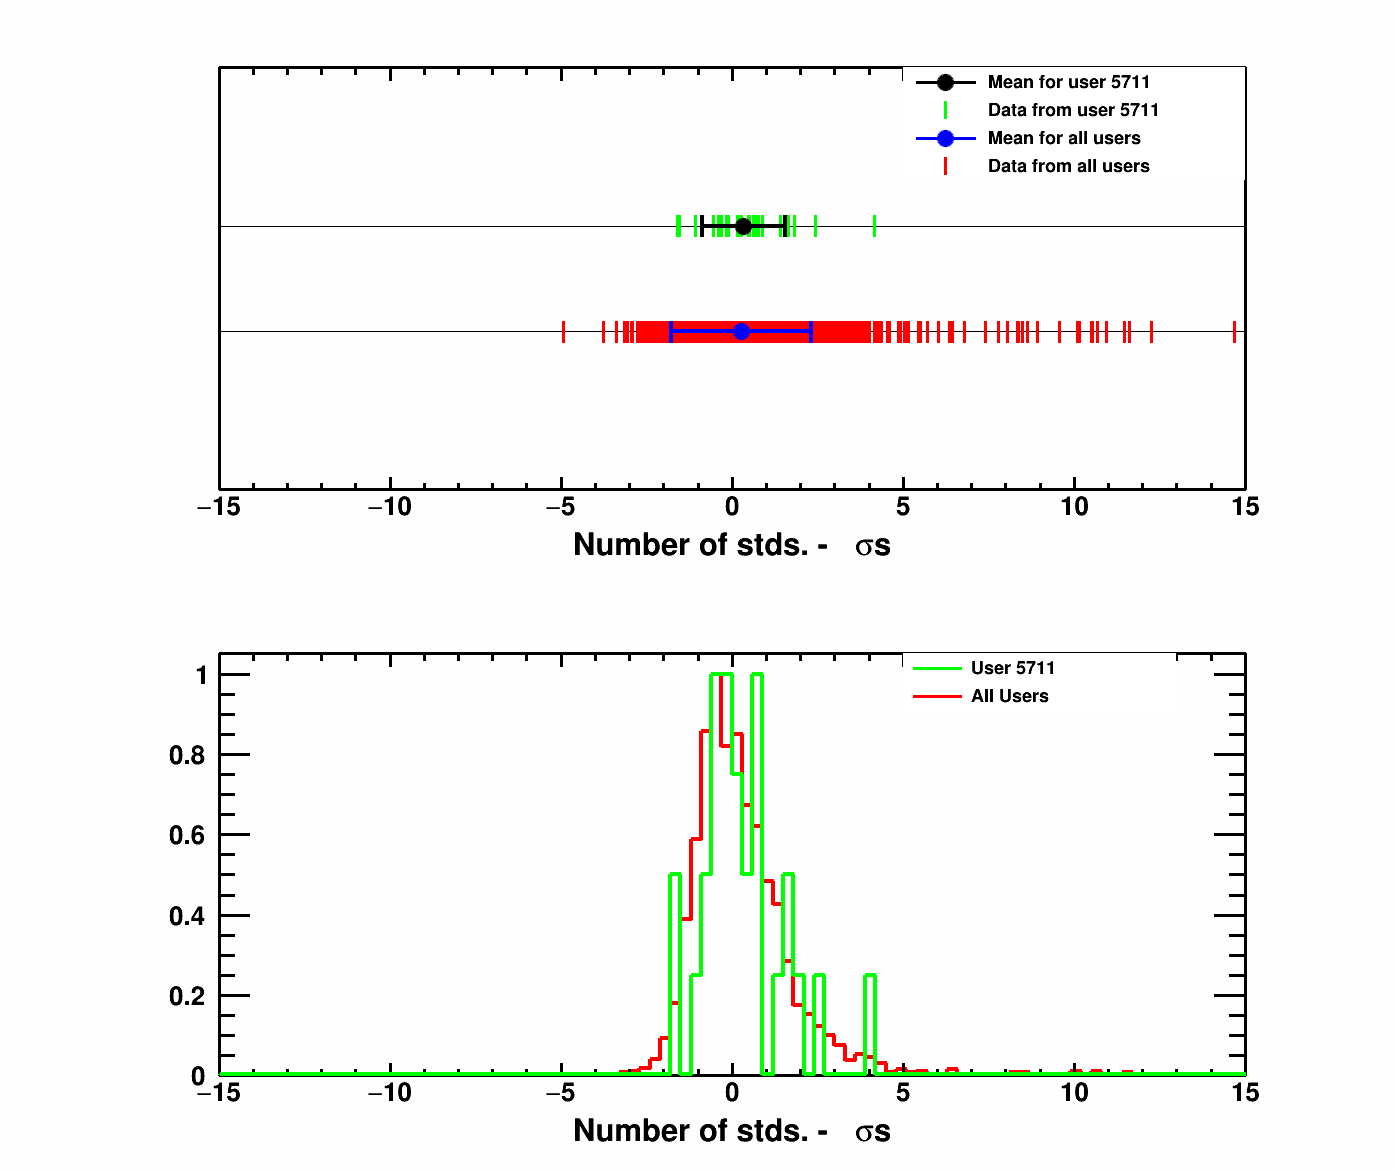 Mean for user 5711
Data from user 5711
Mean for all users
Data from all users
−15 −10 −5 0 5 10 15
Number of stds. - σs
User 5711
All Users
1
0.8
0.6
0.4
0.2
0
−15 −10 −5 0 5 10 15
Number of stds. - σs